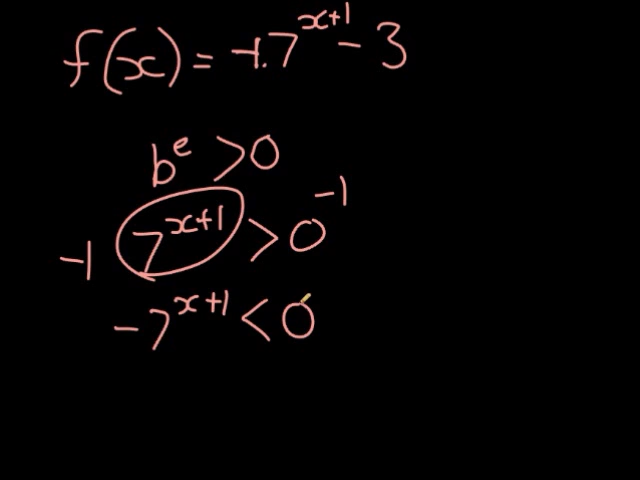 f(x) = -1.7^{x+1} - 3
b^e > 0
-1 7^{x+1} > 0 -1
-7^{x+1} < 0